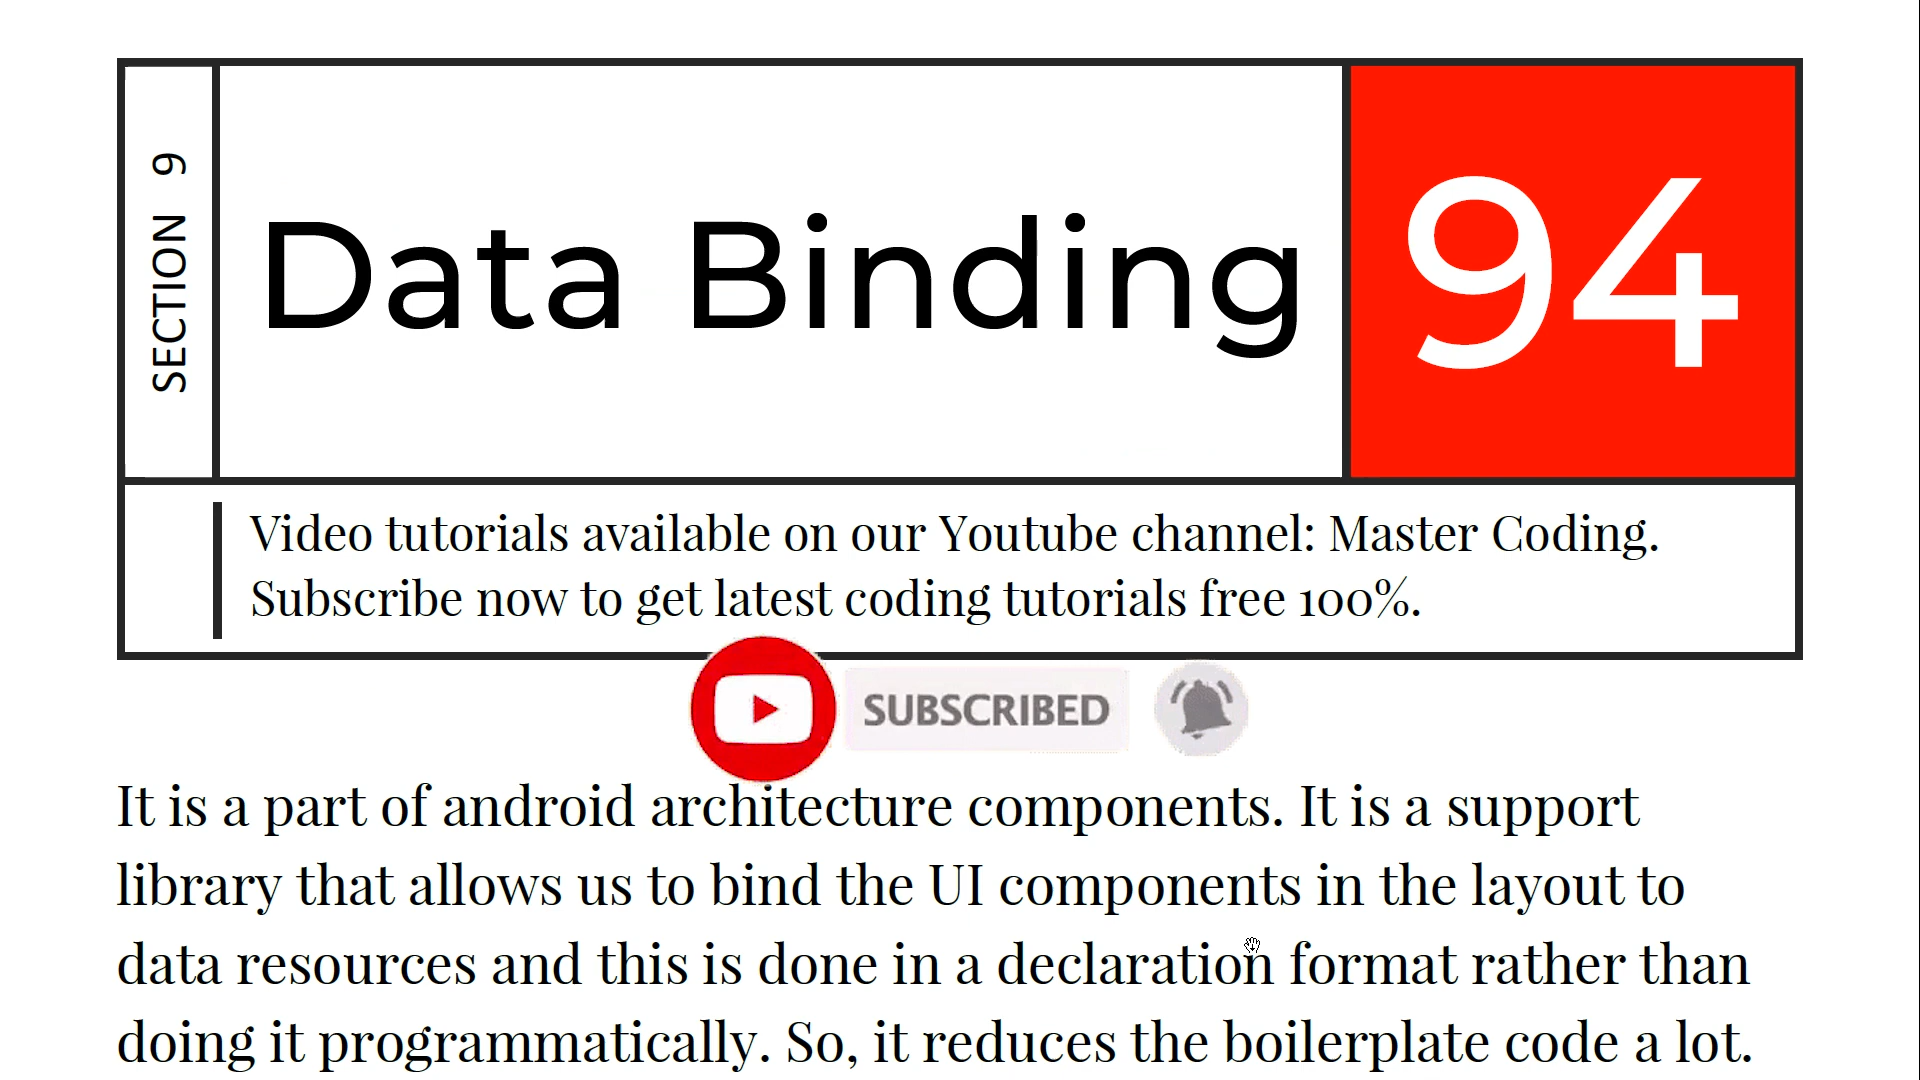 SECTION 9
Data Binding
94
Video tutorials available on our Youtube channel: Master Coding.
Subscribe now to get latest coding tutorials free 100%.
SUBSCRIBED
It is a part of android architecture components. It is a support
library that allows us to bind the UI components in the layout to
data resources and this is done in a declaration format rather than
doing it programmatically. So, it reduces the boilerplate code a lot.